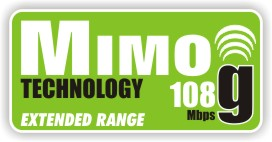 MIMO
TECHNOLOGY 108 g
Mbps
EXTENDED RANGE